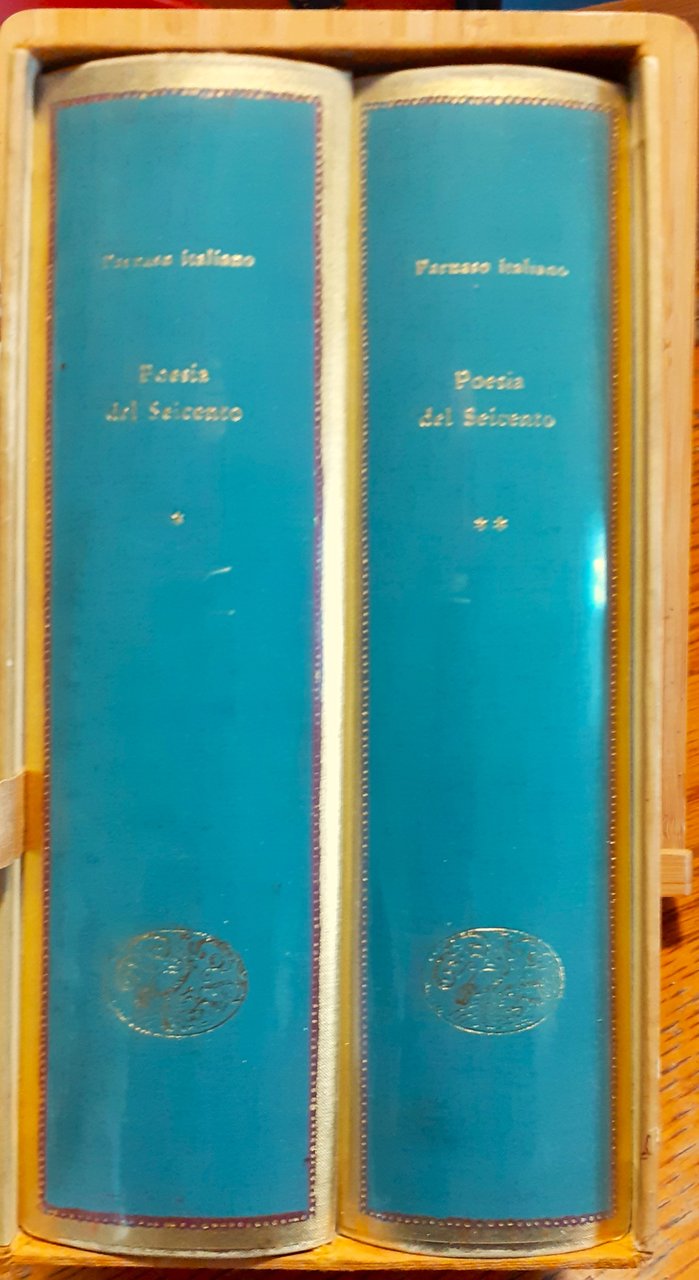 Parnaso italiano
Poesia
del Seicento
*
Parnaso italiano
Poesia
del Seicento
**